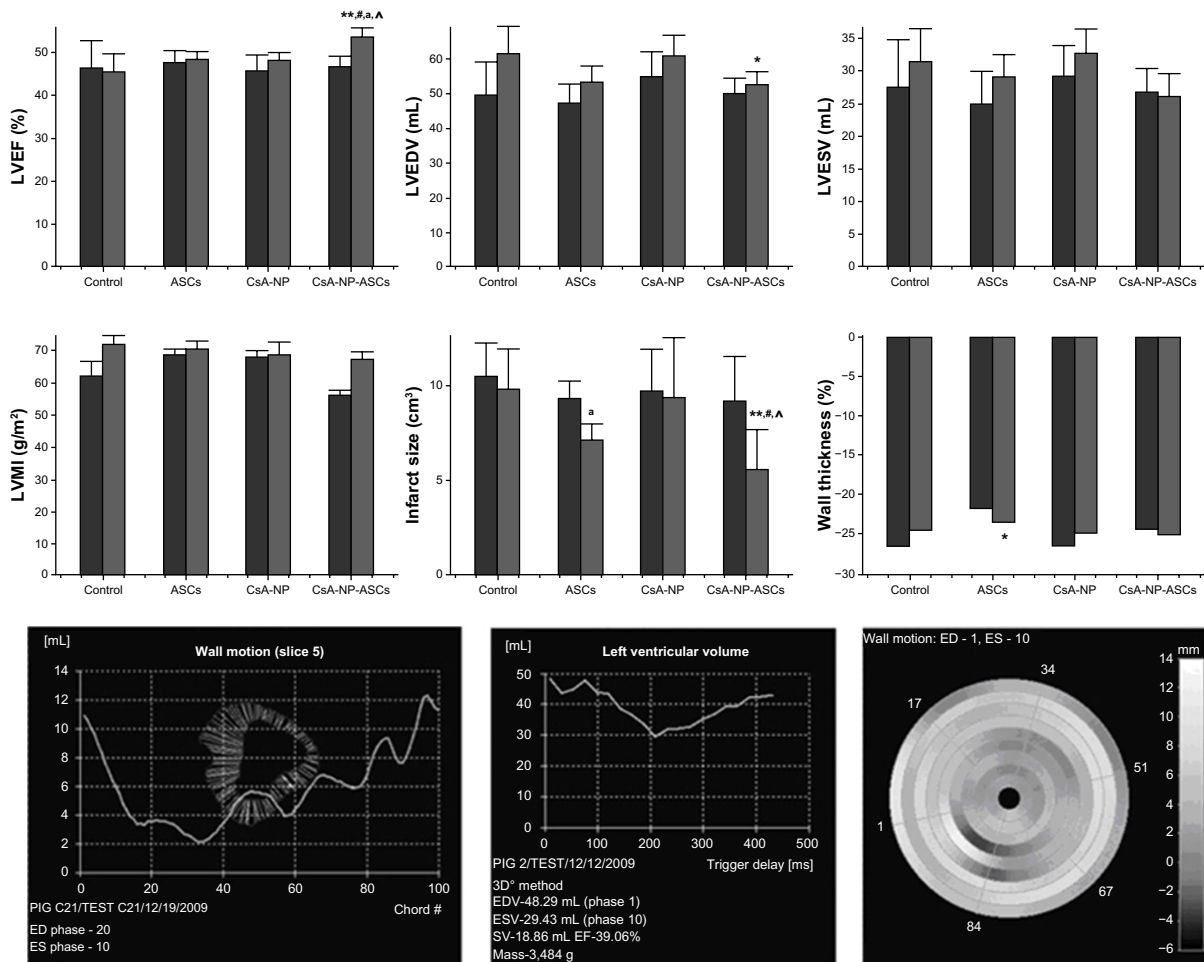 **,#,a,^
LVEF (%)
50
40
30
20
10
0
Control
ASCs
CsA-NP
CsA-NP-ASCs
*
LVEDV (mL)
60
50
40
30
20
10
0
Control
ASCs
CsA-NP
CsA-NP-ASCs
LVESV (mL)
35
30
25
20
15
10
5
0
Control
ASCs
CsA-NP
CsA-NP-ASCs
LVMI (g/m²)
70
60
50
40
30
20
10
0
Control
ASCs
CsA-NP
CsA-NP-ASCs
Infarct size (cm³)
10
5
0
a
**,#,^
Control
ASCs
CsA-NP
CsA-NP-ASCs
Wall thickness (%)
0
−5
−10
−15
−20
−25
−30
*
Control
ASCs
CsA-NP
CsA-NP-ASCs
[mL]
Wall motion (slice 5)
14
12
10
8
6
4
2
0
0 20 40 60 80 100
PIG C21/TEST C21/12/19/2009 Chord #
ED phase - 20
ES phase - 10
[mL]
Left ventricular volume
50
40
30
20
10
0
0 100 200 300 400 500
PIG 2/TEST/12/12/2009 Trigger delay [ms]
3D° method
EDV-48.29 mL (phase 1)
ESV-29.43 mL (phase 10)
SV-18.86 mL EF-39.06%
Mass-3,484 g
Wall motion: ED - 1, ES - 10
mm
34
17
51
1
67
84
14
12
10
8
6
4
2
0
−2
−4
−6